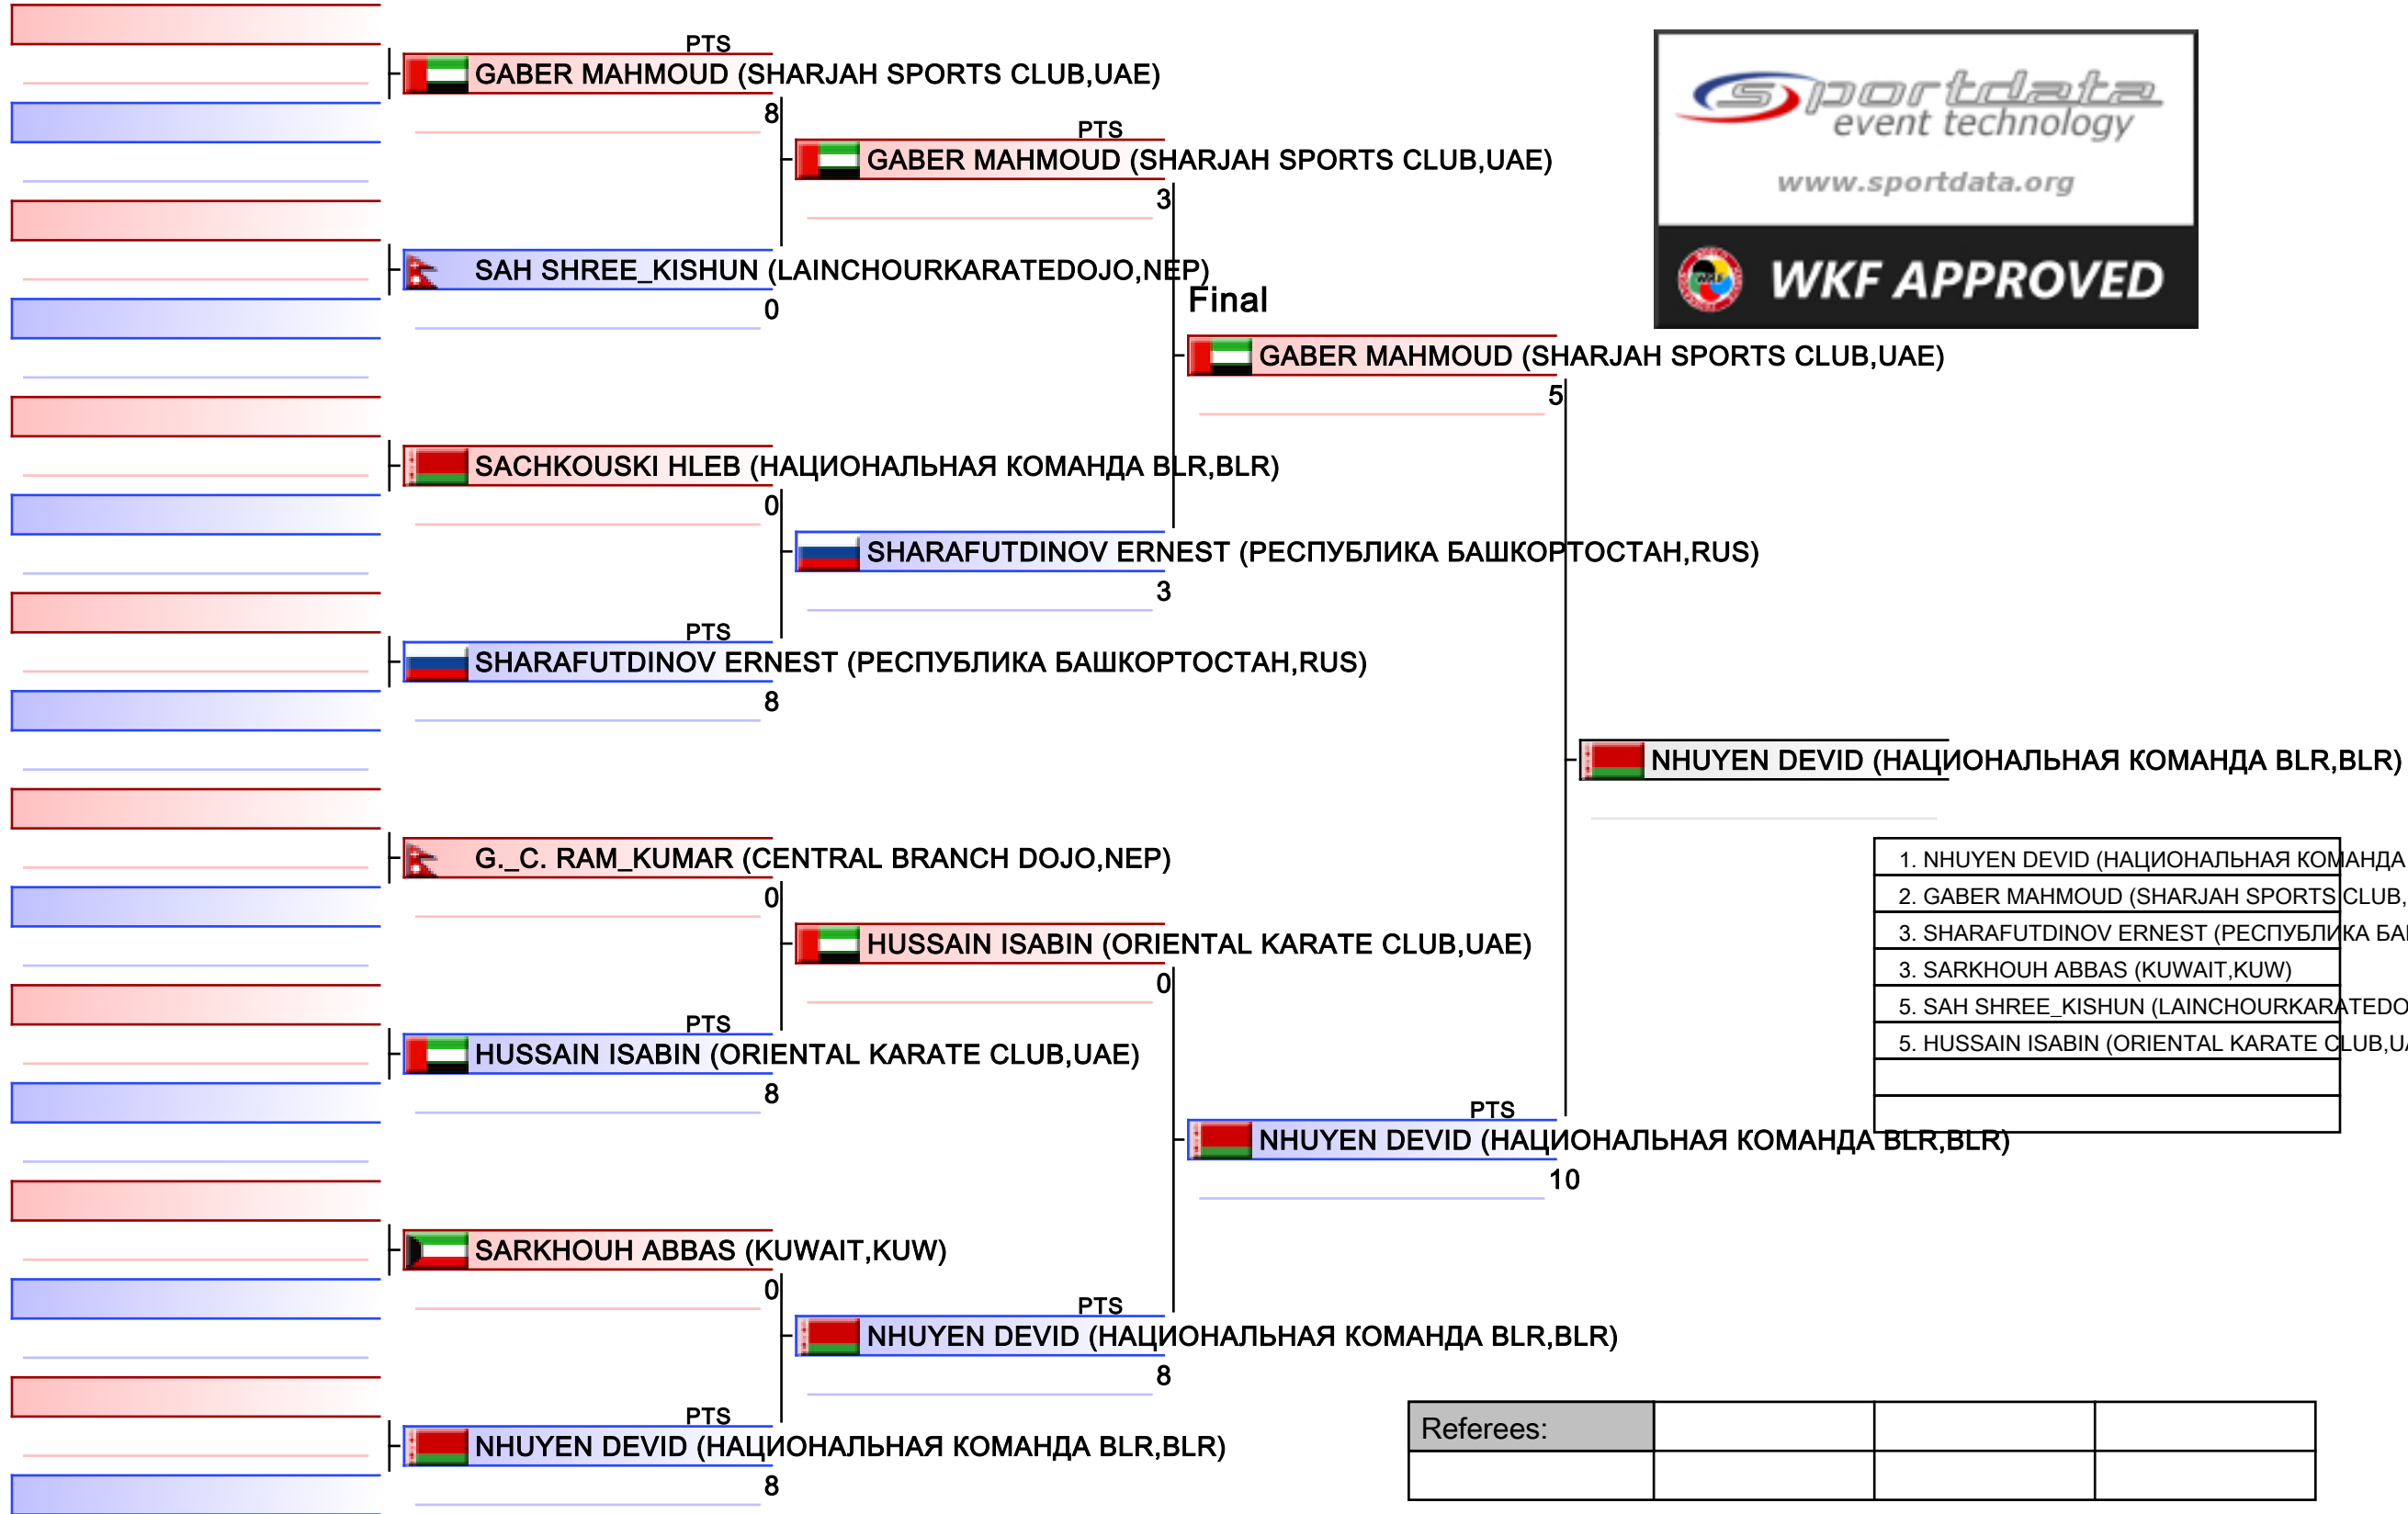 PTS
GABER MAHMOUD (SHARJAH SPORTS CLUB,UAE)
8
PTS
GABER MAHMOUD (SHARJAH SPORTS CLUB,UAE)
3
SAH SHREE_KISHUN (LAINCHOURKARATEDOJO,NEP)
0
Final
GABER MAHMOUD (SHARJAH SPORTS CLUB,UAE)
5
SACHKOUSKI HLEB (НАЦИОНАЛЬНАЯ КОМАНДА BLR,BLR)
0
SHARAFUTDINOV ERNEST (РЕСПУБЛИКА БАШКОРТОСТАН,RUS)
3
PTS
SHARAFUTDINOV ERNEST (РЕСПУБЛИКА БАШКОРТОСТАН,RUS)
8
NHUYEN DEVID (НАЦИОНАЛЬНАЯ КОМАНДА BLR,BLR)
G._C. RAM_KUMAR (CENTRAL BRANCH DOJO,NEP)
0
HUSSAIN ISABIN (ORIENTAL KARATE CLUB,UAE)
0
PTS
HUSSAIN ISABIN (ORIENTAL KARATE CLUB,UAE)
8
PTS
NHUYEN DEVID (НАЦИОНАЛЬНАЯ КОМАНДА BLR,BLR)
10
SARKHOUH ABBAS (KUWAIT,KUW)
0
PTS
NHUYEN DEVID (НАЦИОНАЛЬНАЯ КОМАНДА BLR,BLR)
8
PTS
NHUYEN DEVID (НАЦИОНАЛЬНАЯ КОМАНДА BLR,BLR)
8
sportdata
event technology
www.sportdata.org
WKF APPROVED
1. NHUYEN DEVID (НАЦИОНАЛЬНАЯ КОМАНДА
2. GABER MAHMOUD (SHARJAH SPORTS CLUB,
3. SHARAFUTDINOV ERNEST (РЕСПУБЛИКА
3. SARKHOUH ABBAS (KUWAIT,KUW)
5. SAH SHREE_KISHUN
5. HUSSAIN ISABIN (ORIENTAL KARATE CLUB,
Referees: